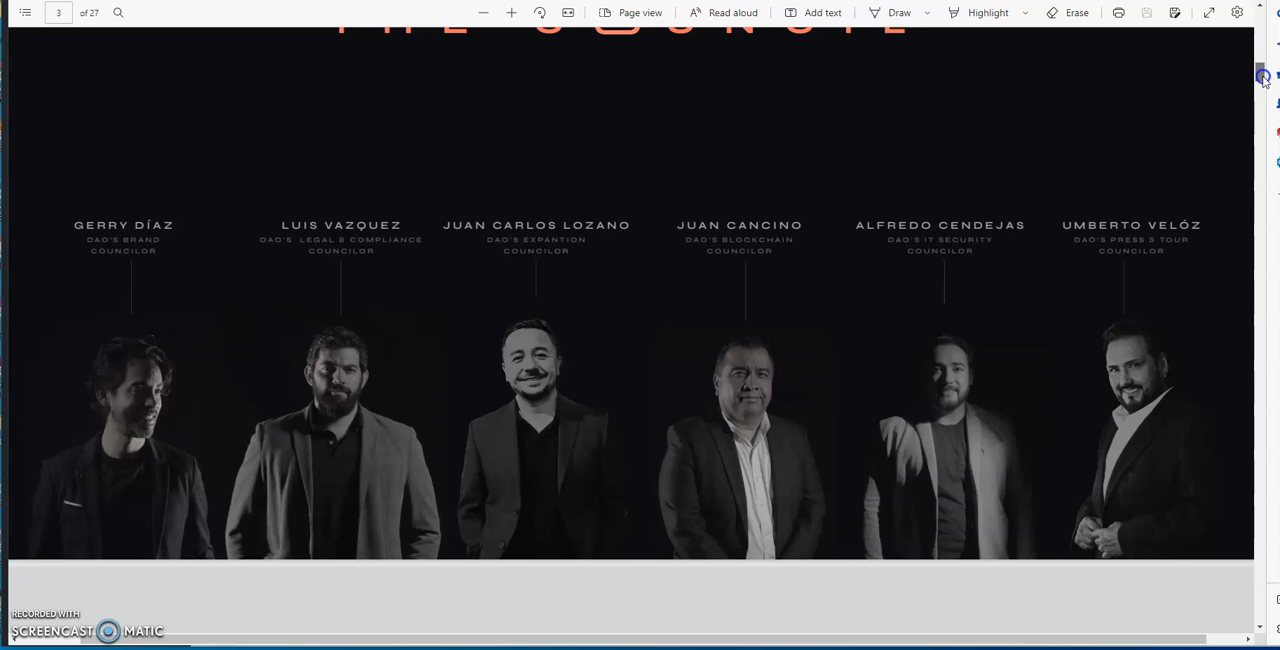 3 of 27 Page view Read aloud Add text Draw Highlight Erase
GERRY DÍAZ LUIS VAZQUEZ JUAN CARLOS LOZANO JUAN CANCINO ALFREDO CENDEJAS UMBERTO VELÓZ
DAO'S BRAND DAO'S LEGAL & COMPLIANCE DAO'S EXPANTION DAO'S BLOCKCHAIN DAO'S IT SECURITY DAO'S PRESS & TOUR
COUNCILOR COUNCILOR COUNCILOR COUNCILOR COUNCILOR COUNCILOR
RECORDED WITH
SCREENCAST MATIC